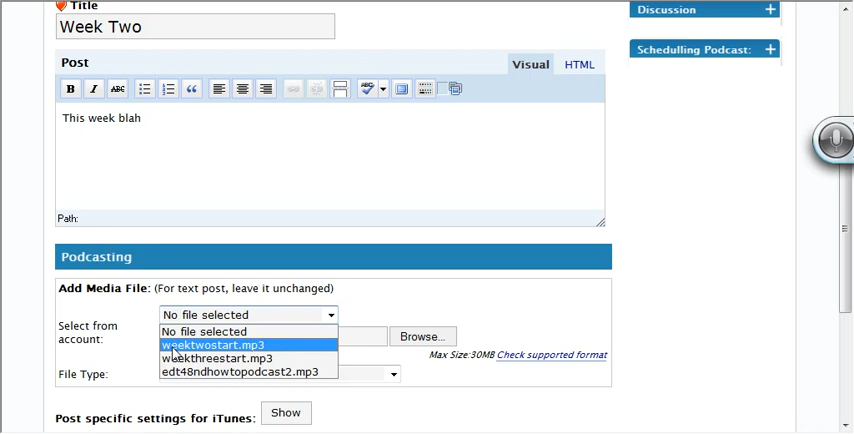 Title
Week Two
Post
Visual
HTML
B I ABC
ABC
This week blah
Path:
Podcasting
Add Media File: (For text post, leave it unchanged)
Select from account:
No file selected
No file selected
weektwostart.mp3
weekthreestart.mp3
edt48ndhowtopodcast2.mp3
Browse...
Max Size:30MB Check supported format
File Type:
Post specific settings for iTunes:
Show
Discussion +
Schedulling Podcast: +